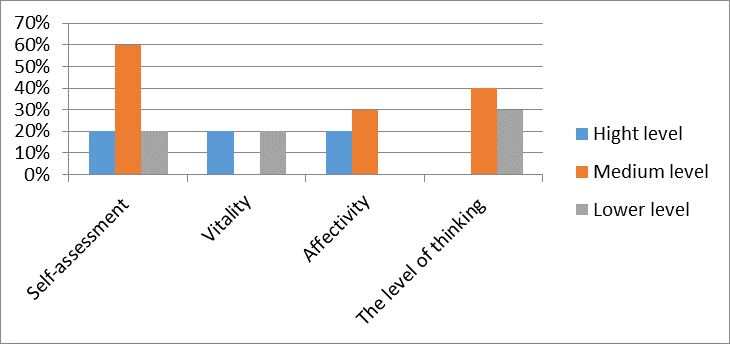 70%
60%
50%
40%
30%
20%
10%
0%
Self-assessment
Vitality
Affectivity
The level of thinking
Hight level
Medium level
Lower level